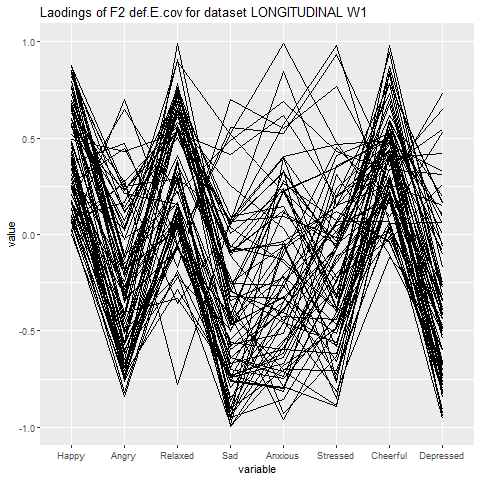 Laodings of F2 def.E.cov for dataset LONGITUDINAL W1
1.0
0.5
0.0
-0.5
-1.0
value
Happy Angry Relaxed Sad Anxious Stressed Cheerful Depressed
variable